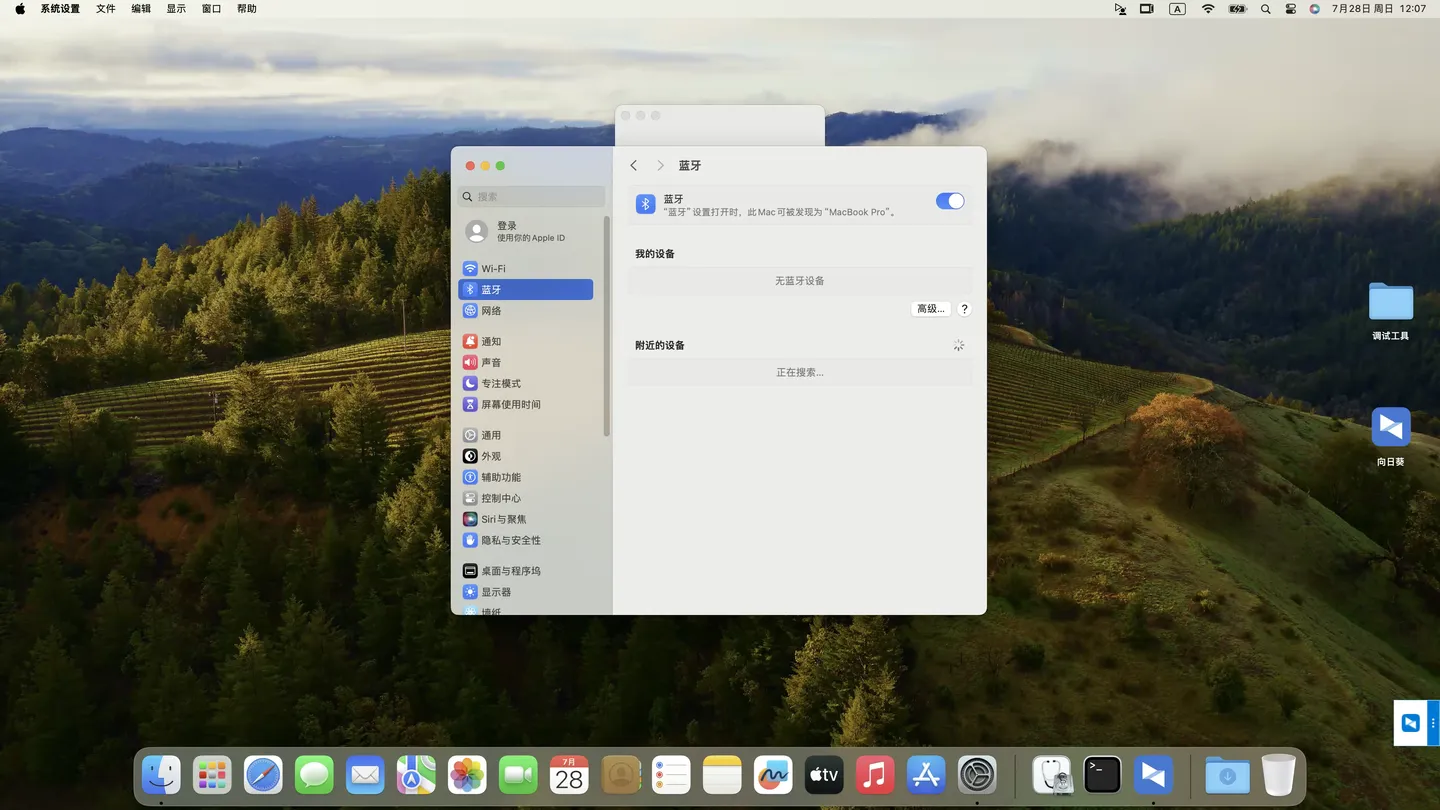 系统设置 文件 编辑 显示 窗口 帮助
A
7月28日 周日 12:07
搜索
登录
使用你的 Apple ID
Wi-Fi
蓝牙
网络
通知
声音
专注模式
屏幕使用时间
通用
外观
辅助功能
控制中心
Siri与聚焦
隐私与安全性
桌面与程序坞
显示器
墙纸
蓝牙
蓝牙
“蓝牙”设置打开时，此 Mac 可被发现为“MacBook Pro”。
我的设备
无蓝牙设备
高级... ?
附近的设备
正在搜索...
调试工具
向日葵
7月
28
tv
>_